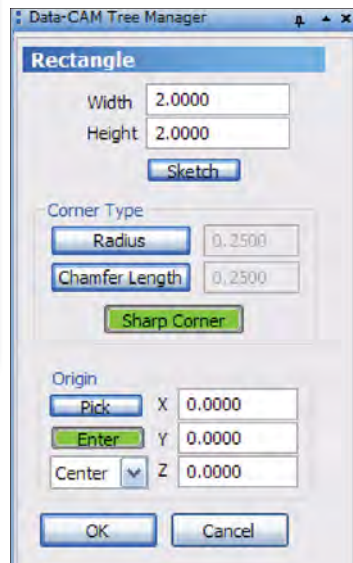 Data-CAM Tree Manager
Rectangle
Width 2.0000
Height 2.0000
Sketch
Corner Type
Radius 0.2500
Chamfer Length 0.2500
Sharp Corner
Origin
Pick X 0.0000
Enter Y 0.0000
Center Z 0.0000
OK Cancel